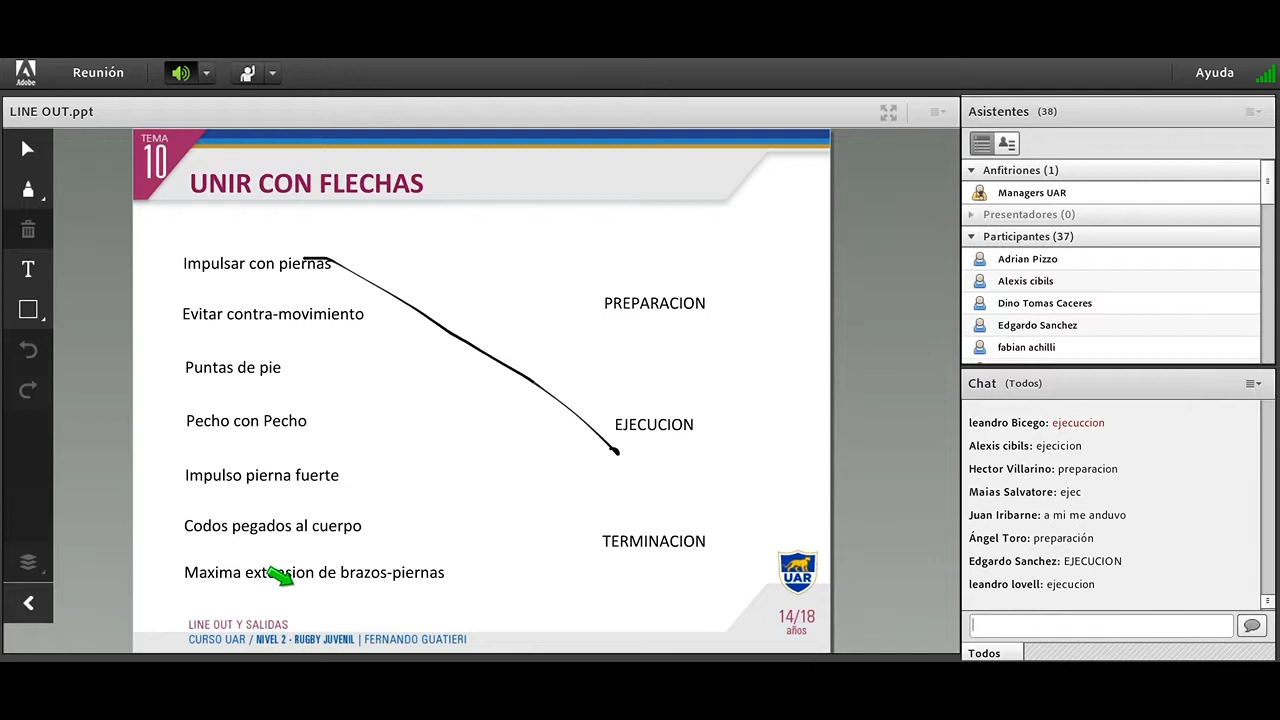 Adobe
Reunión
Ayuda
LINE OUT.ppt
TEMA
10
UNIR CON FLECHAS
Impulsar con piernas
Evitar contra-movimiento
Puntas de pie
Pecho con Pecho
Impulso pierna fuerte
Codos pegados al cuerpo
Maxima extension de brazos-piernas
PREPARACION
EJECUCION
TERMINACION
UAR
14/18
años
LINE OUT Y SALIDAS
CURSO UAR / NIVEL 2 - RUGBY JUVENIL | FERNANDO GUATIERI
T
Asistentes (38)
Anfitriones (1)
Managers UAR
Presentadores (0)
Participantes (37)
Adrian Pizzo
Alexis cibils
Dino Tomas Caceres
Edgardo Sanchez
fabian achilli
Chat (Todos)
leandro Bicego: ejecuccion
Alexis cibils: ejecicion
Hector Villarino: preparacion
Maias Salvatore: ejec
Juan Iribarne: a mi me anduvo
Ángel Toro: preparación
Edgardo Sanchez: EJECUCION
leandro lovell: ejecucion
Todos